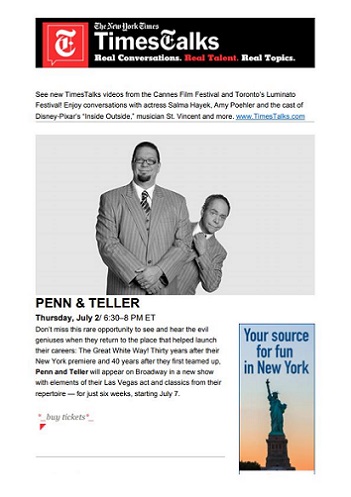 The New York Times
TimesTalks
Real Conversations. Real Talent. Real Topics.
See new TimesTalks videos from the Cannes Film Festival and Toronto's Luminato
Festival! Enjoy conversations with actress Salma Hayek, Amy Poehler and the cast of
Disney-Pixar's "Inside Outside," musician St. Vincent and more. www.TimesTalks.com
PENN & TELLER
Thursday, July 2/ 6:30–8 PM ET
Don't miss this rare opportunity to see and hear the evil
geniuses when they return to the place that helped launch
their careers: The Great White Way! Thirty years after their
New York premiere and 40 years after they first teamed up,
Penn and Teller will appear on Broadway in a new show
with elements of their Las Vegas act and classics from their
repertoire — for just six weeks, starting July 7.
*_buy tickets*_
Your source
for fun
in New York